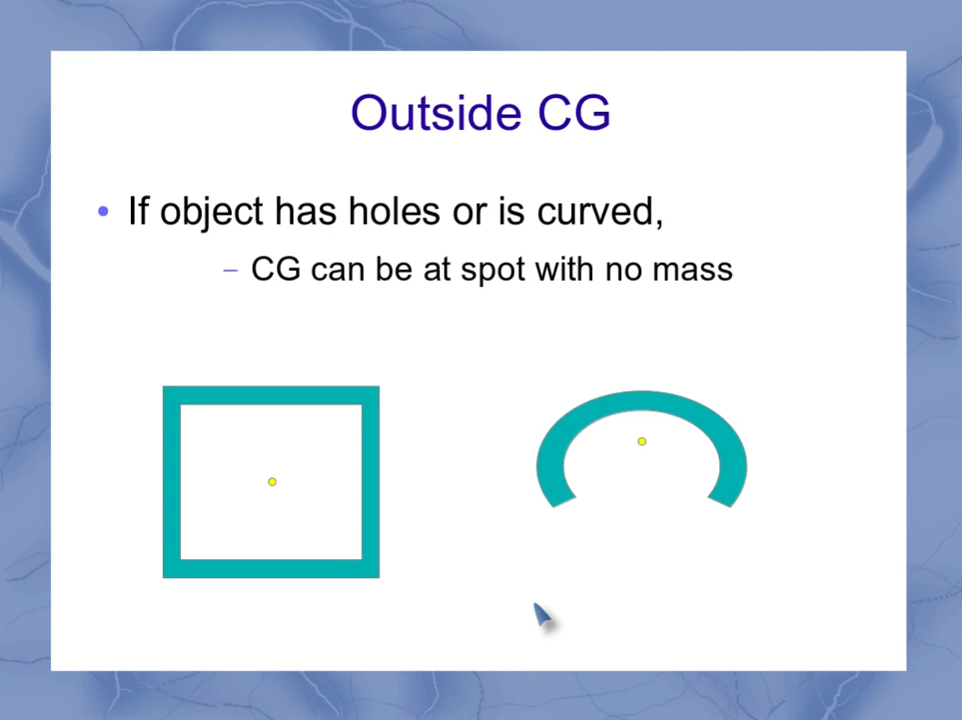 Outside CG
• If object has holes or is curved,
– CG can be at spot with no mass